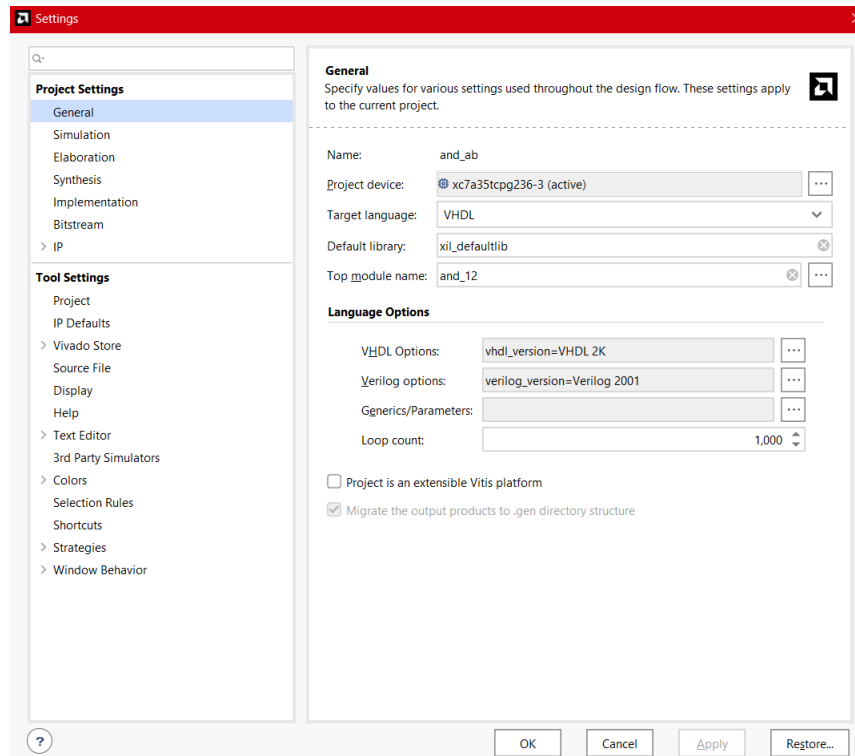 Settings
Project Settings
General
Simulation
Elaboration
Synthesis
Implementation
Bitstream
IP
Tool Settings
Project
IP Defaults
Vivado Store
Source File
Display
Help
Text Editor
3rd Party Simulators
Colors
Selection Rules
Shortcuts
Strategies
Window Behavior
General
Specify values for various settings used throughout the design flow. These settings apply
to the current project.
Name: and_ab
Project device: xc7a35tcpg236-3 (active) ...
Target language: VHDL
Default library: xil_defaultlib
Top module name: and_12 ...
Language Options
VHDL Options: vhdl_version=VHDL 2K ...
Verilog options: verilog_version=Verilog 2001 ...
Generics/Parameters: ...
Loop count: 1,000
Project is an extensible Vitis platform
Migrate the output products to .gen directory structure
? OK Cancel Apply Restore...